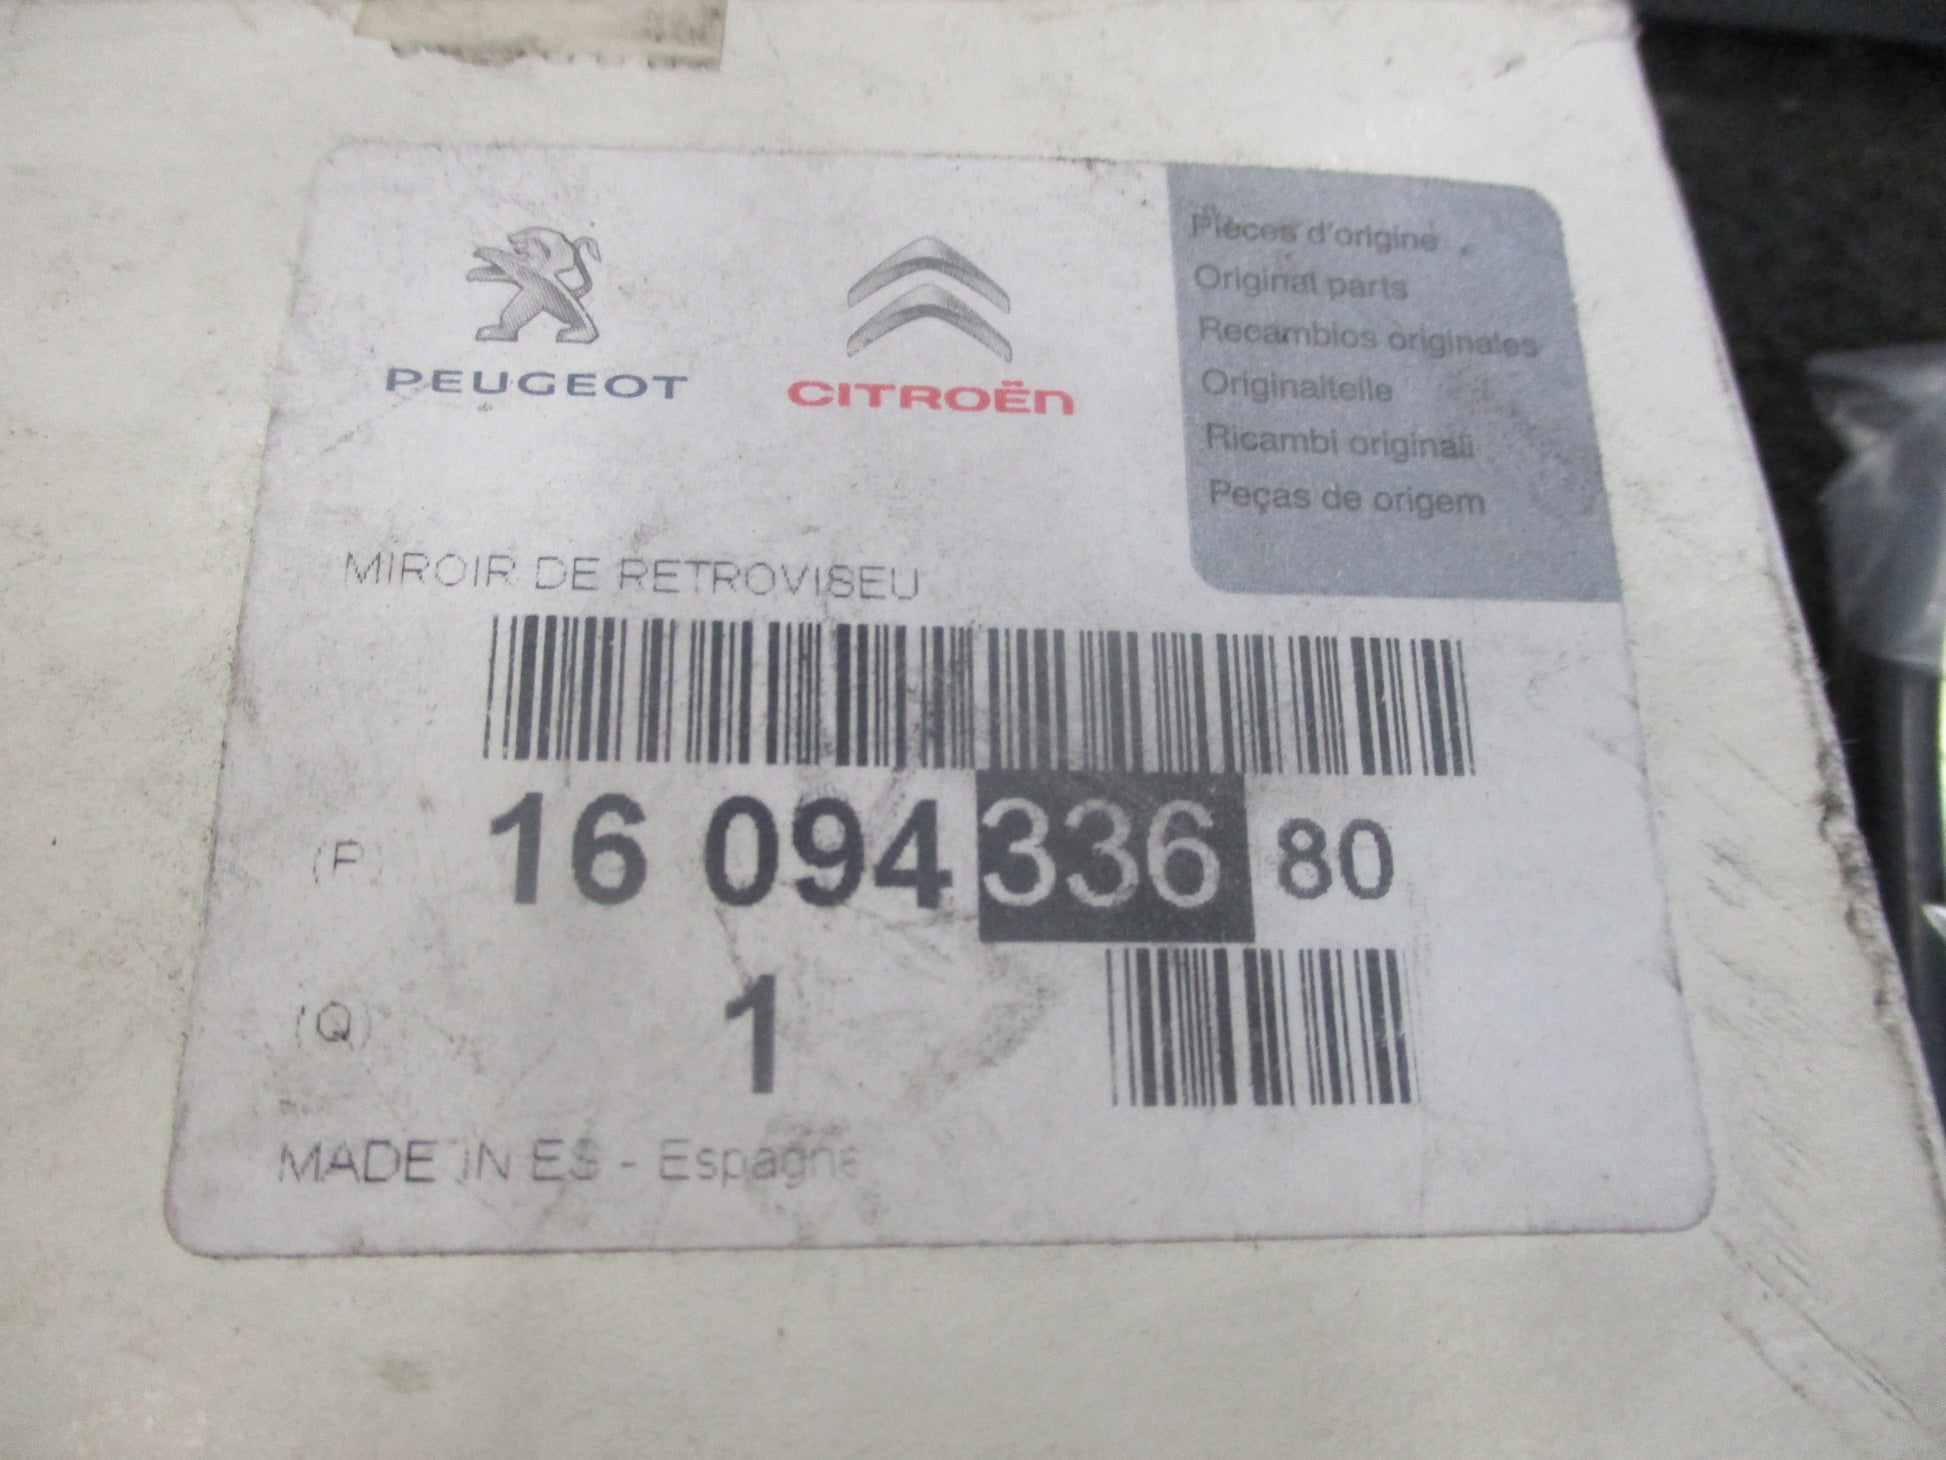 PEUGEOT
CITROËN
Pièces d'origine
Original parts
Recambios originales
Originalteile
Ricambi originali
Peças de origem
MIROIR DE RETROVISEU
(P) 16 094 336 80
(Q) 1
MADE IN ES - Espagne